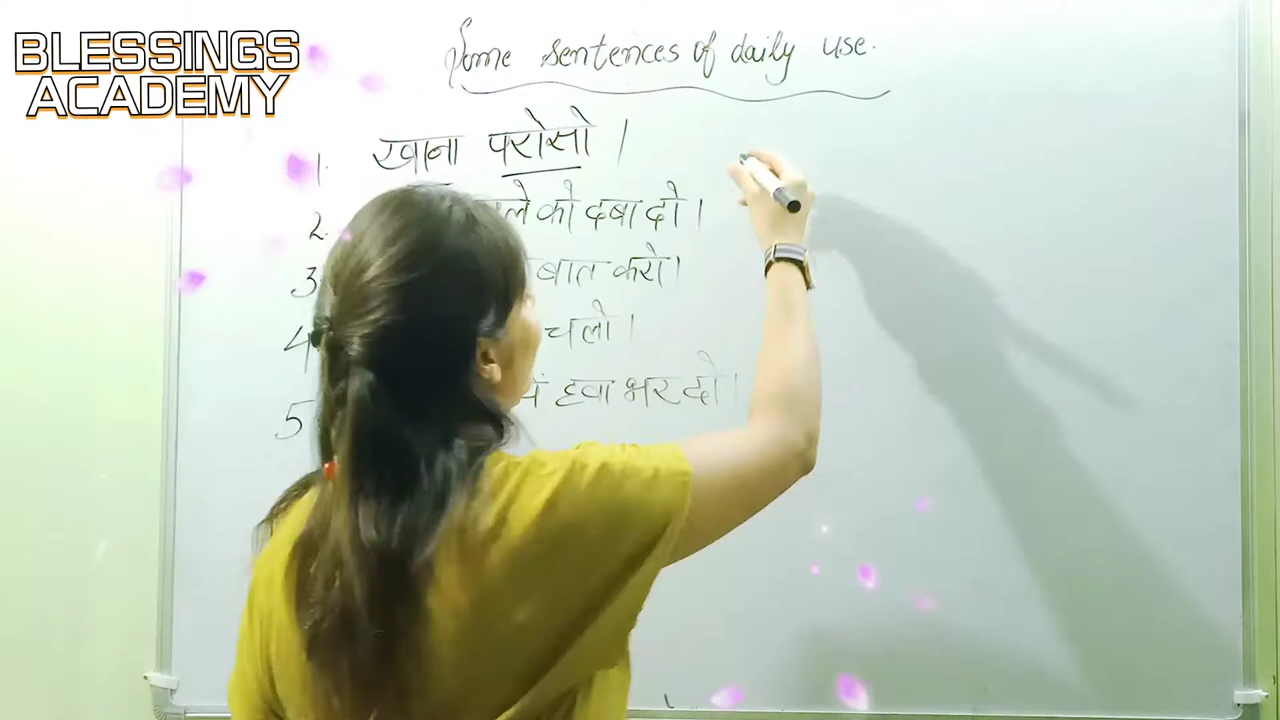 BLESSINGS
ACADEMY
Some sentences of daily use.
1. खाना परोसो ।
2. को दबा दो ।
3 बात करो ।
4 चलो ।
5 हवा भर दो ।